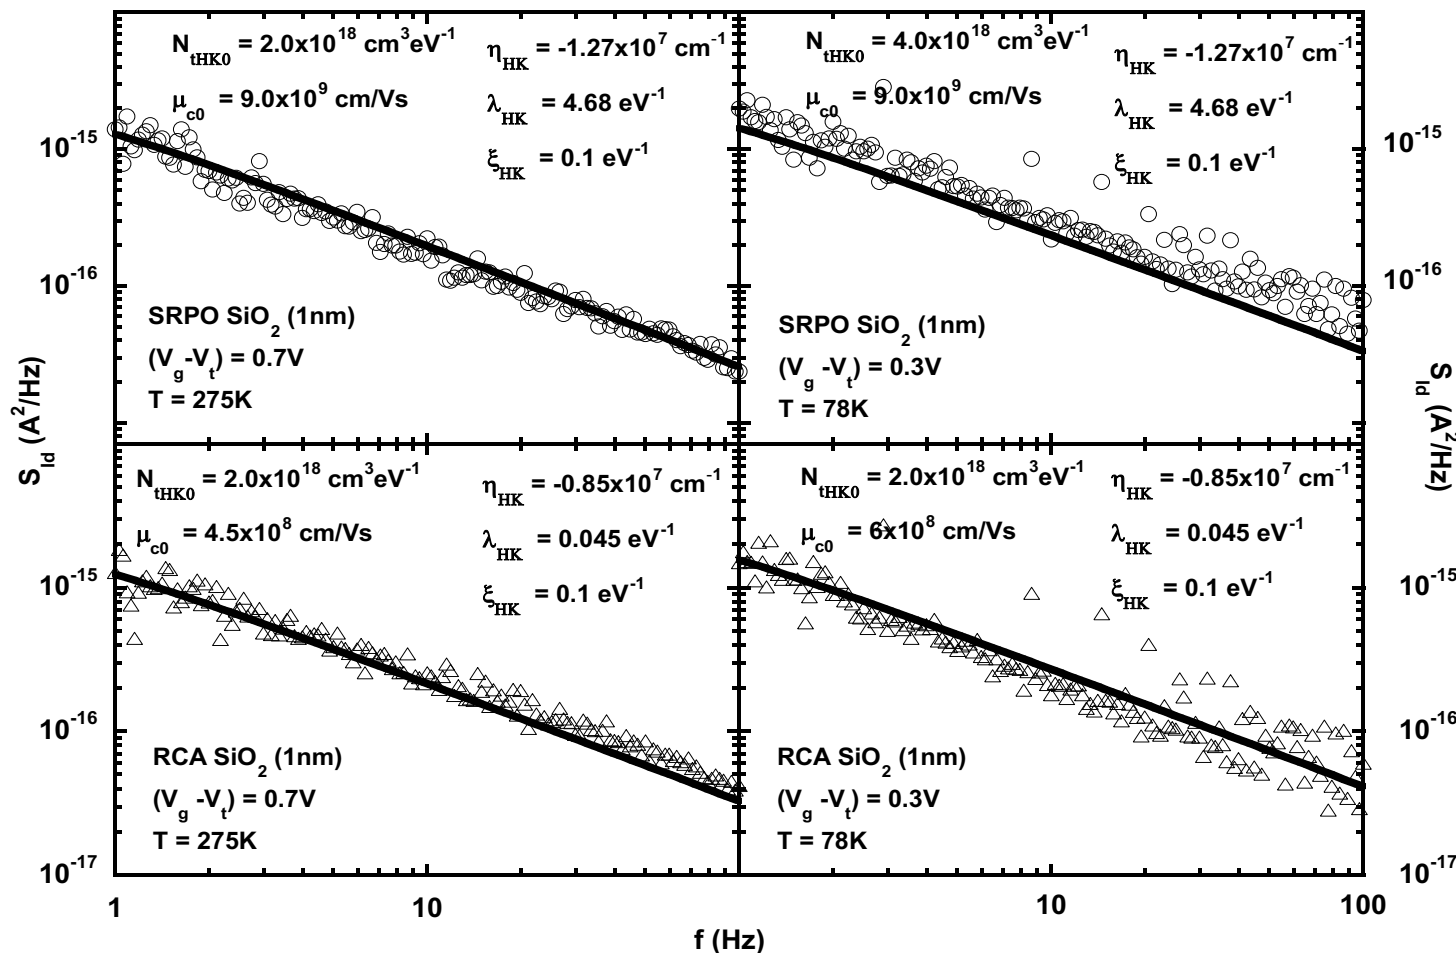 N_tHK0 = 2.0x10^18 cm^3eV^-1
μ_c0 = 9.0x10^9 cm/Vs
η_HK = -1.27x10^7 cm^-1
λ_HK = 4.68 eV^-1
ξ_HK = 0.1 eV^-1
SRPO SiO_2 (1nm)
(V_g -V_t) = 0.7V
T = 275K
N_tHK0 = 4.0x10^18 cm^3eV^-1
μ_c0 = 9.0x10^9 cm/Vs
η_HK = -1.27x10^7 cm^-1
λ_HK = 4.68 eV^-1
ξ_HK = 0.1 eV^-1
SRPO SiO_2 (1nm)
(V_g -V_t) = 0.3V
T = 78K
N_tHK0 = 2.0x10^18 cm^3eV^-1
μ_c0 = 4.5x10^8 cm/Vs
η_HK = -0.85x10^7 cm^-1
λ_HK = 0.045 eV^-1
ξ_HK = 0.1 eV^-1
RCA SiO_2 (1nm)
(V_g -V_t) = 0.7V
T = 275K
N_tHK0 = 2.0x10^18 cm^3eV^-1
μ_c0 = 6x10^8 cm/Vs
η_HK = -0.85x10^7 cm^-1
λ_HK = 0.045 eV^-1
ξ_HK = 0.1 eV^-1
RCA SiO_2 (1nm)
(V_g -V_t) = 0.3V
T = 78K
10^-15
10^-16
10^-15
10^-16
10^-17
S_Id (A^2/Hz)
10^-15
10^-16
10^-15
10^-16
10^-17
S_Id (A^2/Hz)
1
10
10
100
f (Hz)